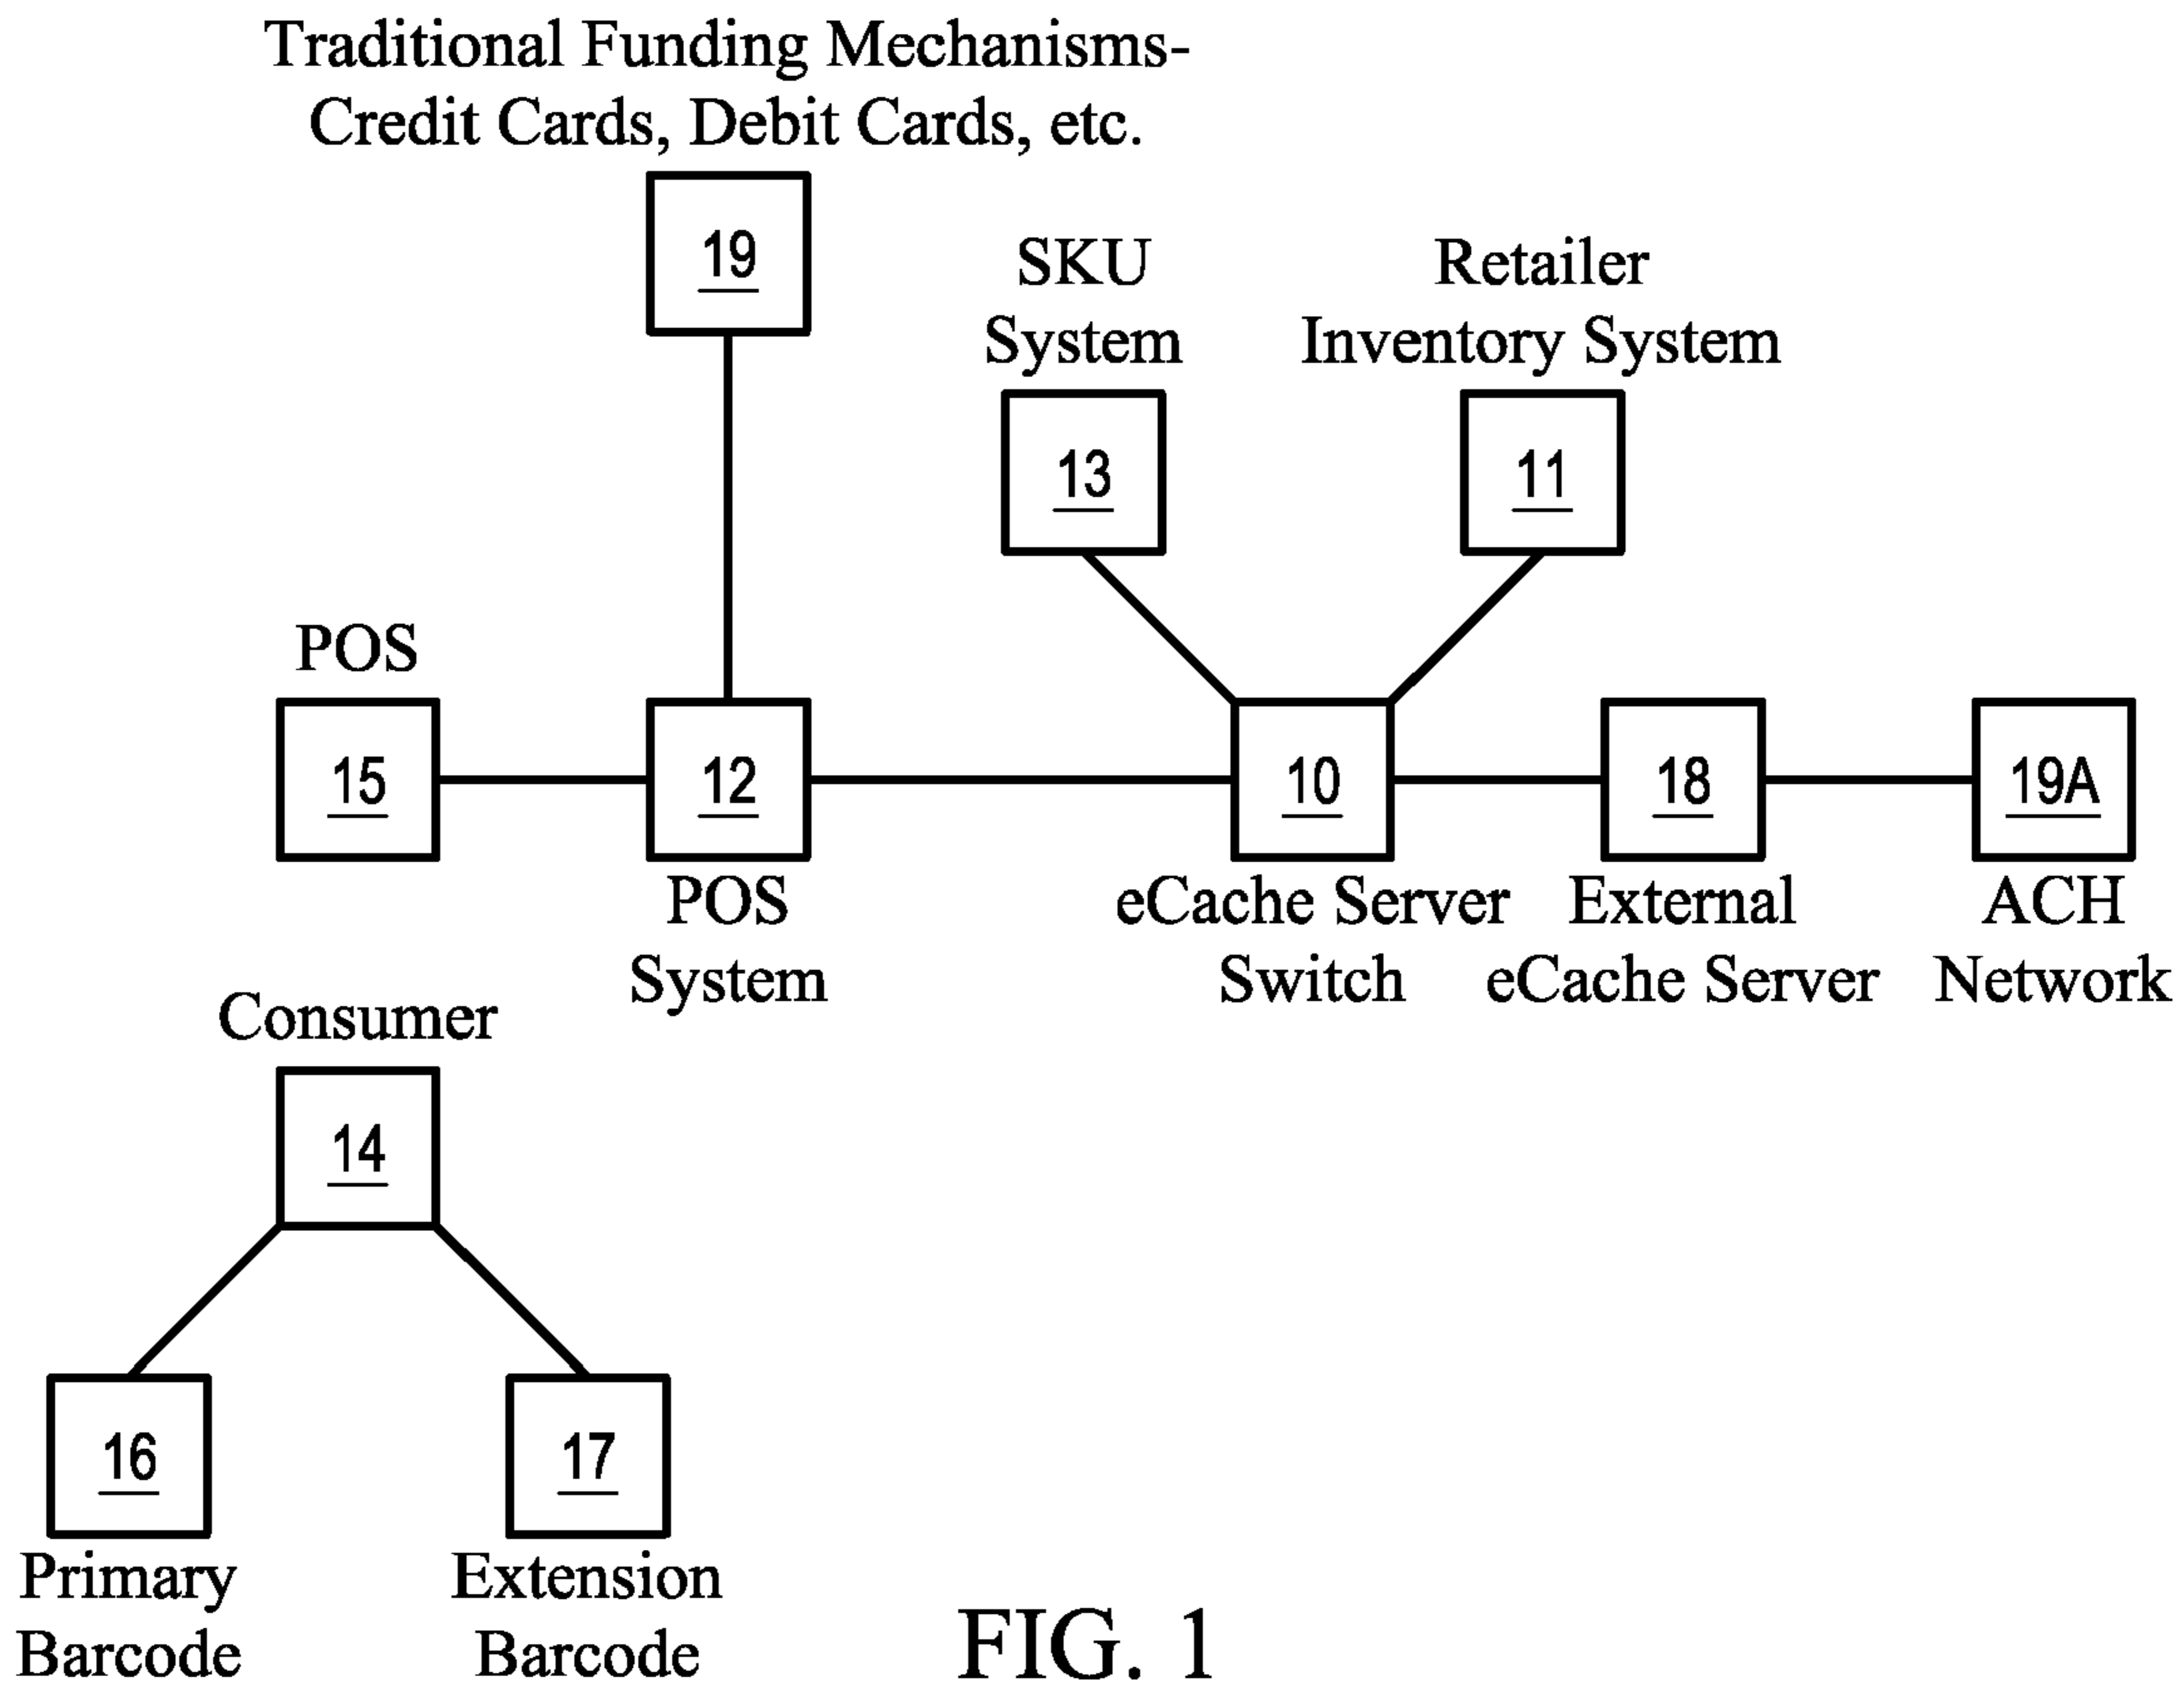 Traditional Funding Mechanisms-
Credit Cards, Debit Cards, etc.
19
SKU
System
13
Retailer
Inventory System
11
POS
15
12
POS
System
10
eCache Server
Switch
18
External
eCache Server
19A
ACH
Network
Consumer
14
16
Primary
Barcode
17
Extension
Barcode
FIG. 1